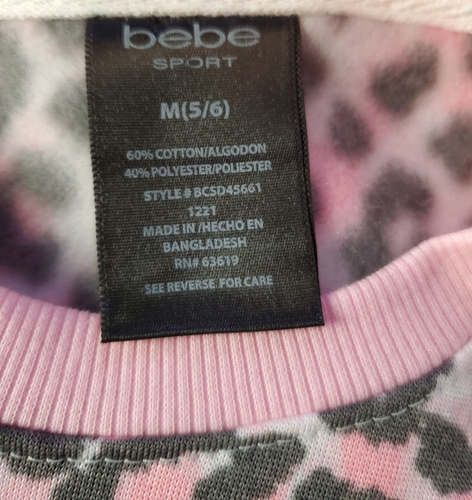 bebe
SPORT
M(5/6)
60% COTTON/ALGODON
40% POLYESTER/POLIESTER
STYLE # BCSD45661
1221
MADE IN/HECHO EN
BANGLADESH
RN# 63619
SEE REVERSE FOR CARE